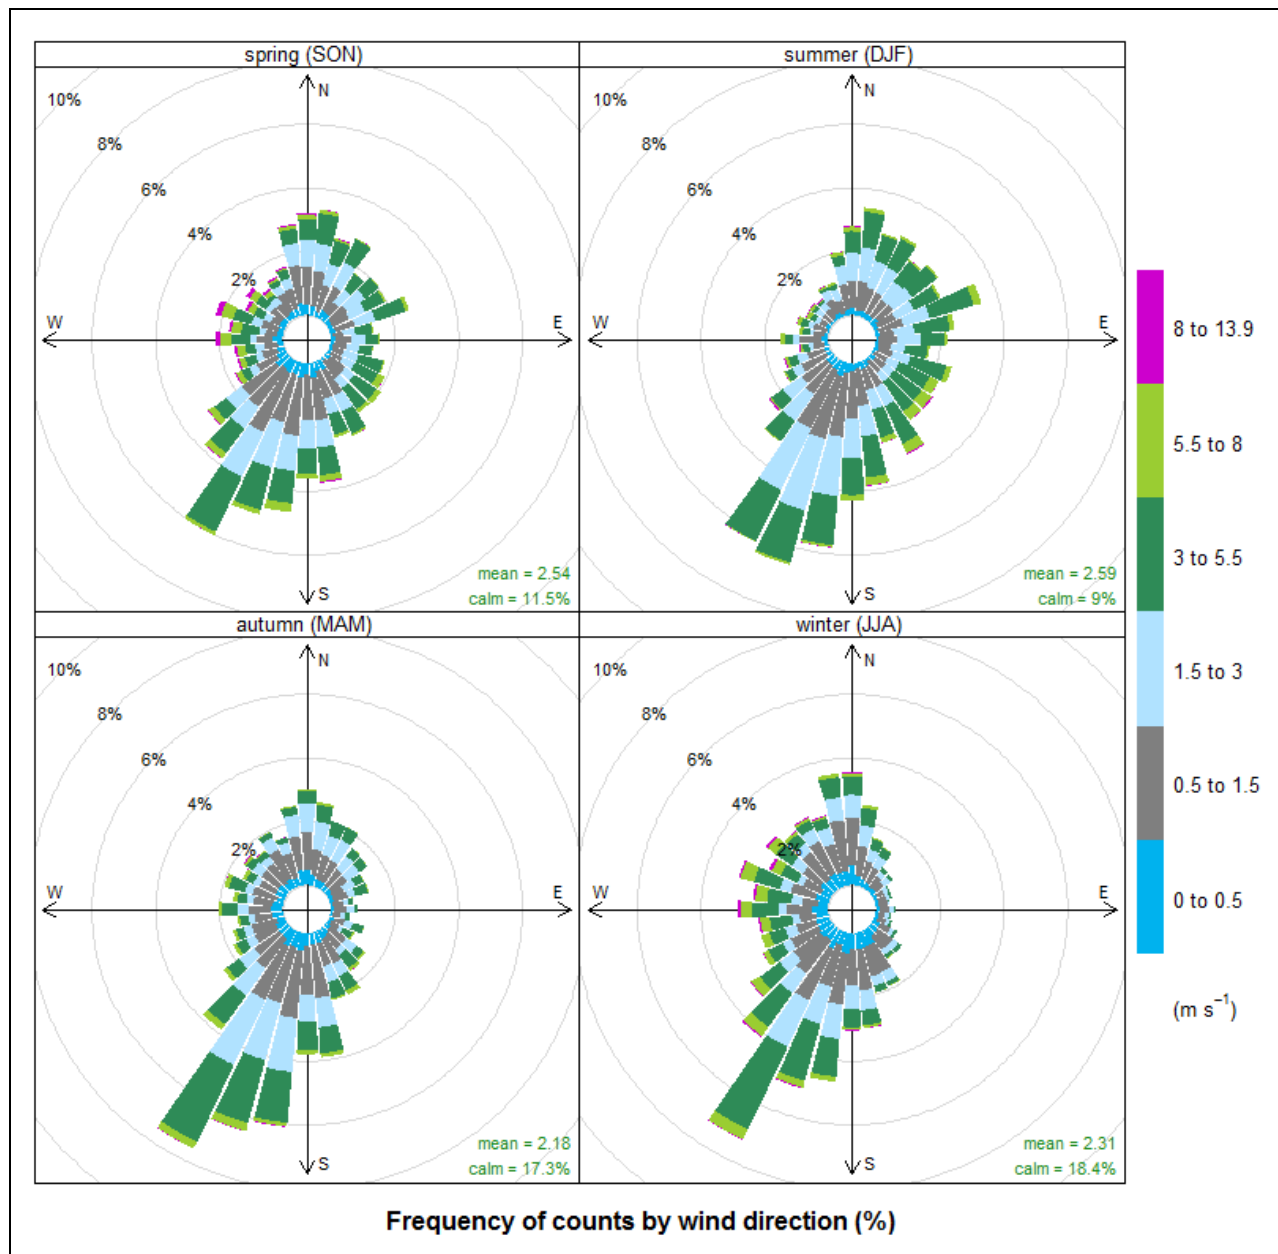 spring (SON)
10%
8%
6%
4%
2%
N
W
E
S
mean = 2.54
calm = 11.5%
summer (DJF)
10%
8%
6%
4%
2%
N
W
E
S
mean = 2.59
calm = 9%
autumn (MAM)
10%
8%
6%
4%
2%
N
W
E
S
mean = 2.18
calm = 17.3%
winter (JJA)
10%
8%
6%
4%
2%
N
W
E
S
mean = 2.31
calm = 18.4%
8 to 13.9
5.5 to 8
3 to 5.5
1.5 to 3
0.5 to 1.5
0 to 0.5
(m s⁻¹)
Frequency of counts by wind direction (%)